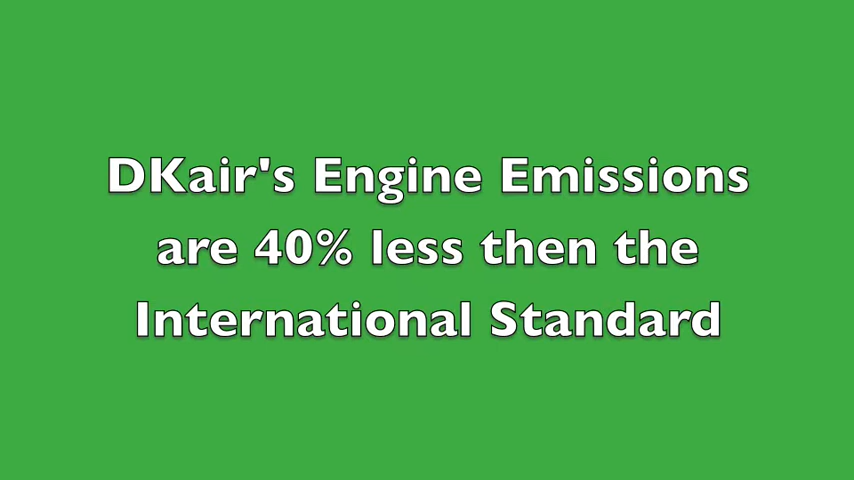 DKair's Engine Emissions
are 40% less then the
International Standard